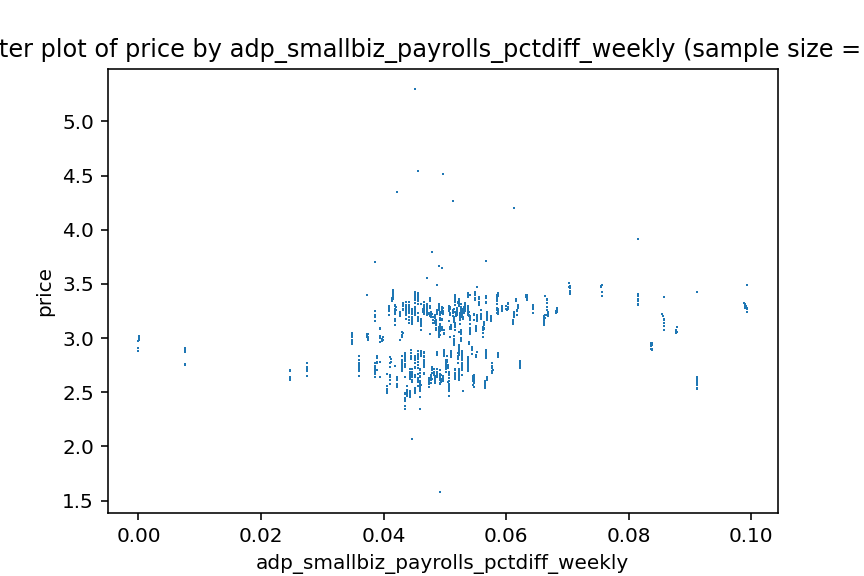 ter plot of price by adp_smallbiz_payrolls_pctdiff_weekly (sample size =
5.0
4.5
4.0
3.5
3.0
2.5
2.0
1.5
price
0.00 0.02 0.04 0.06 0.08 0.10
adp_smallbiz_payrolls_pctdiff_weekly